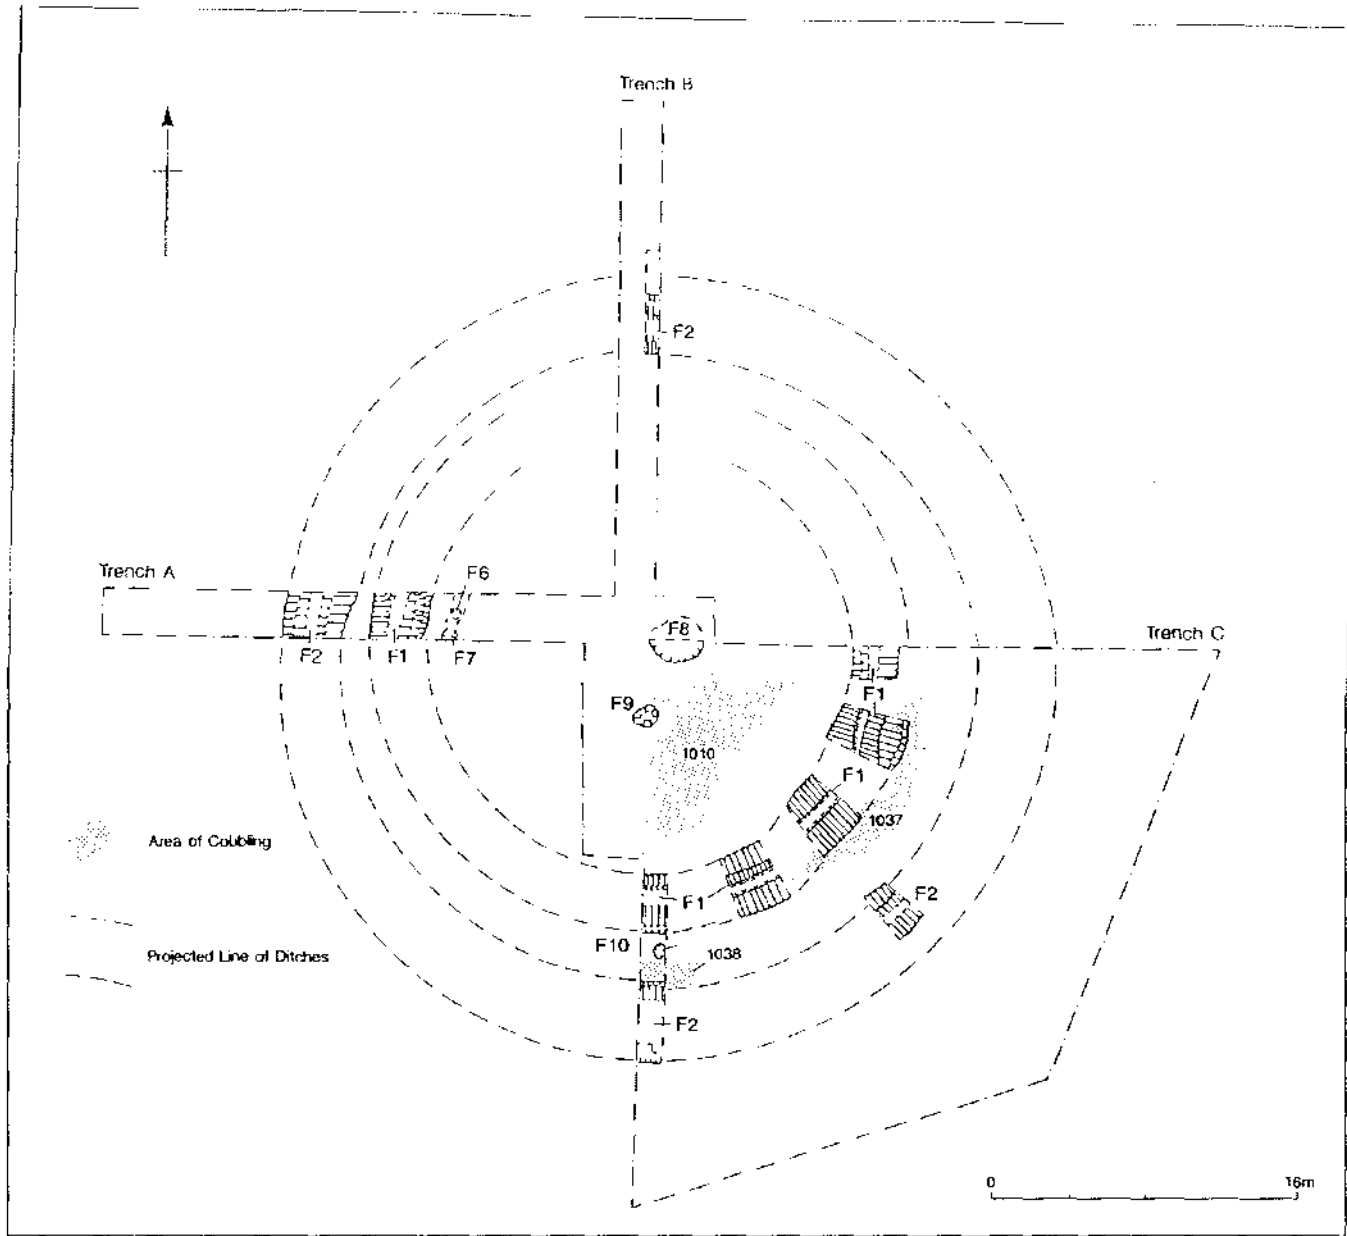 Trench B
F2
Trench A
F6
F8
Trench C
F2
F1
F7
F1
F9
1010
F1
1037
Area of Cobbling
F2
F1
F10
1038
Projected Line of Ditches
F2
0
16m